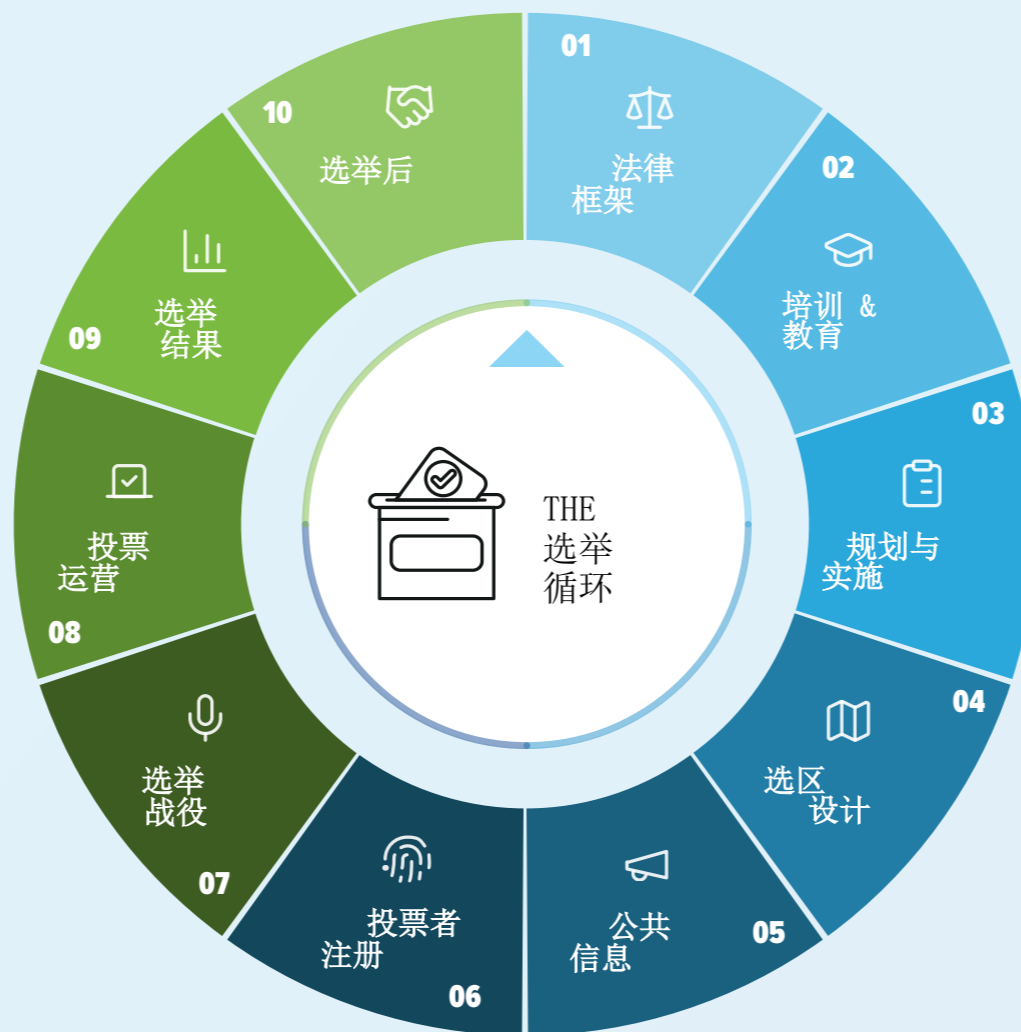 THE
选举
循环
01
法律
框架
02
培训 &
教育
03
规划与
实施
04
选区
设计
05
公共
信息
06
投票者
注册
07
选举
战役
08
投票
运营
09
选举
结果
10
选举后